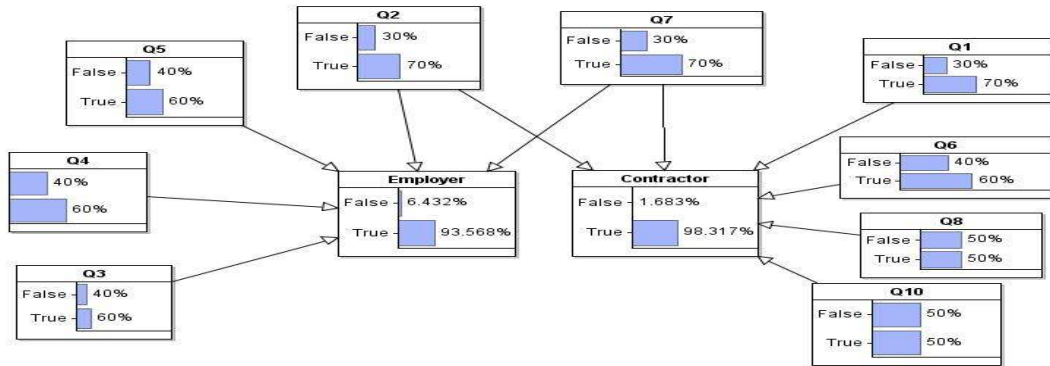 Q2
False 30%
True 70%
Q7
False 30%
True 70%
Q5
False 40%
True 60%
Q1
False 30%
True 70%
Q4
40%
60%
Employer
False 6.432%
True 93.568%
Contractor
False 1.683%
True 98.317%
Q6
False 40%
True 60%
Q8
False 50%
True 50%
Q3
False 40%
True 60%
Q10
False 50%
True 50%